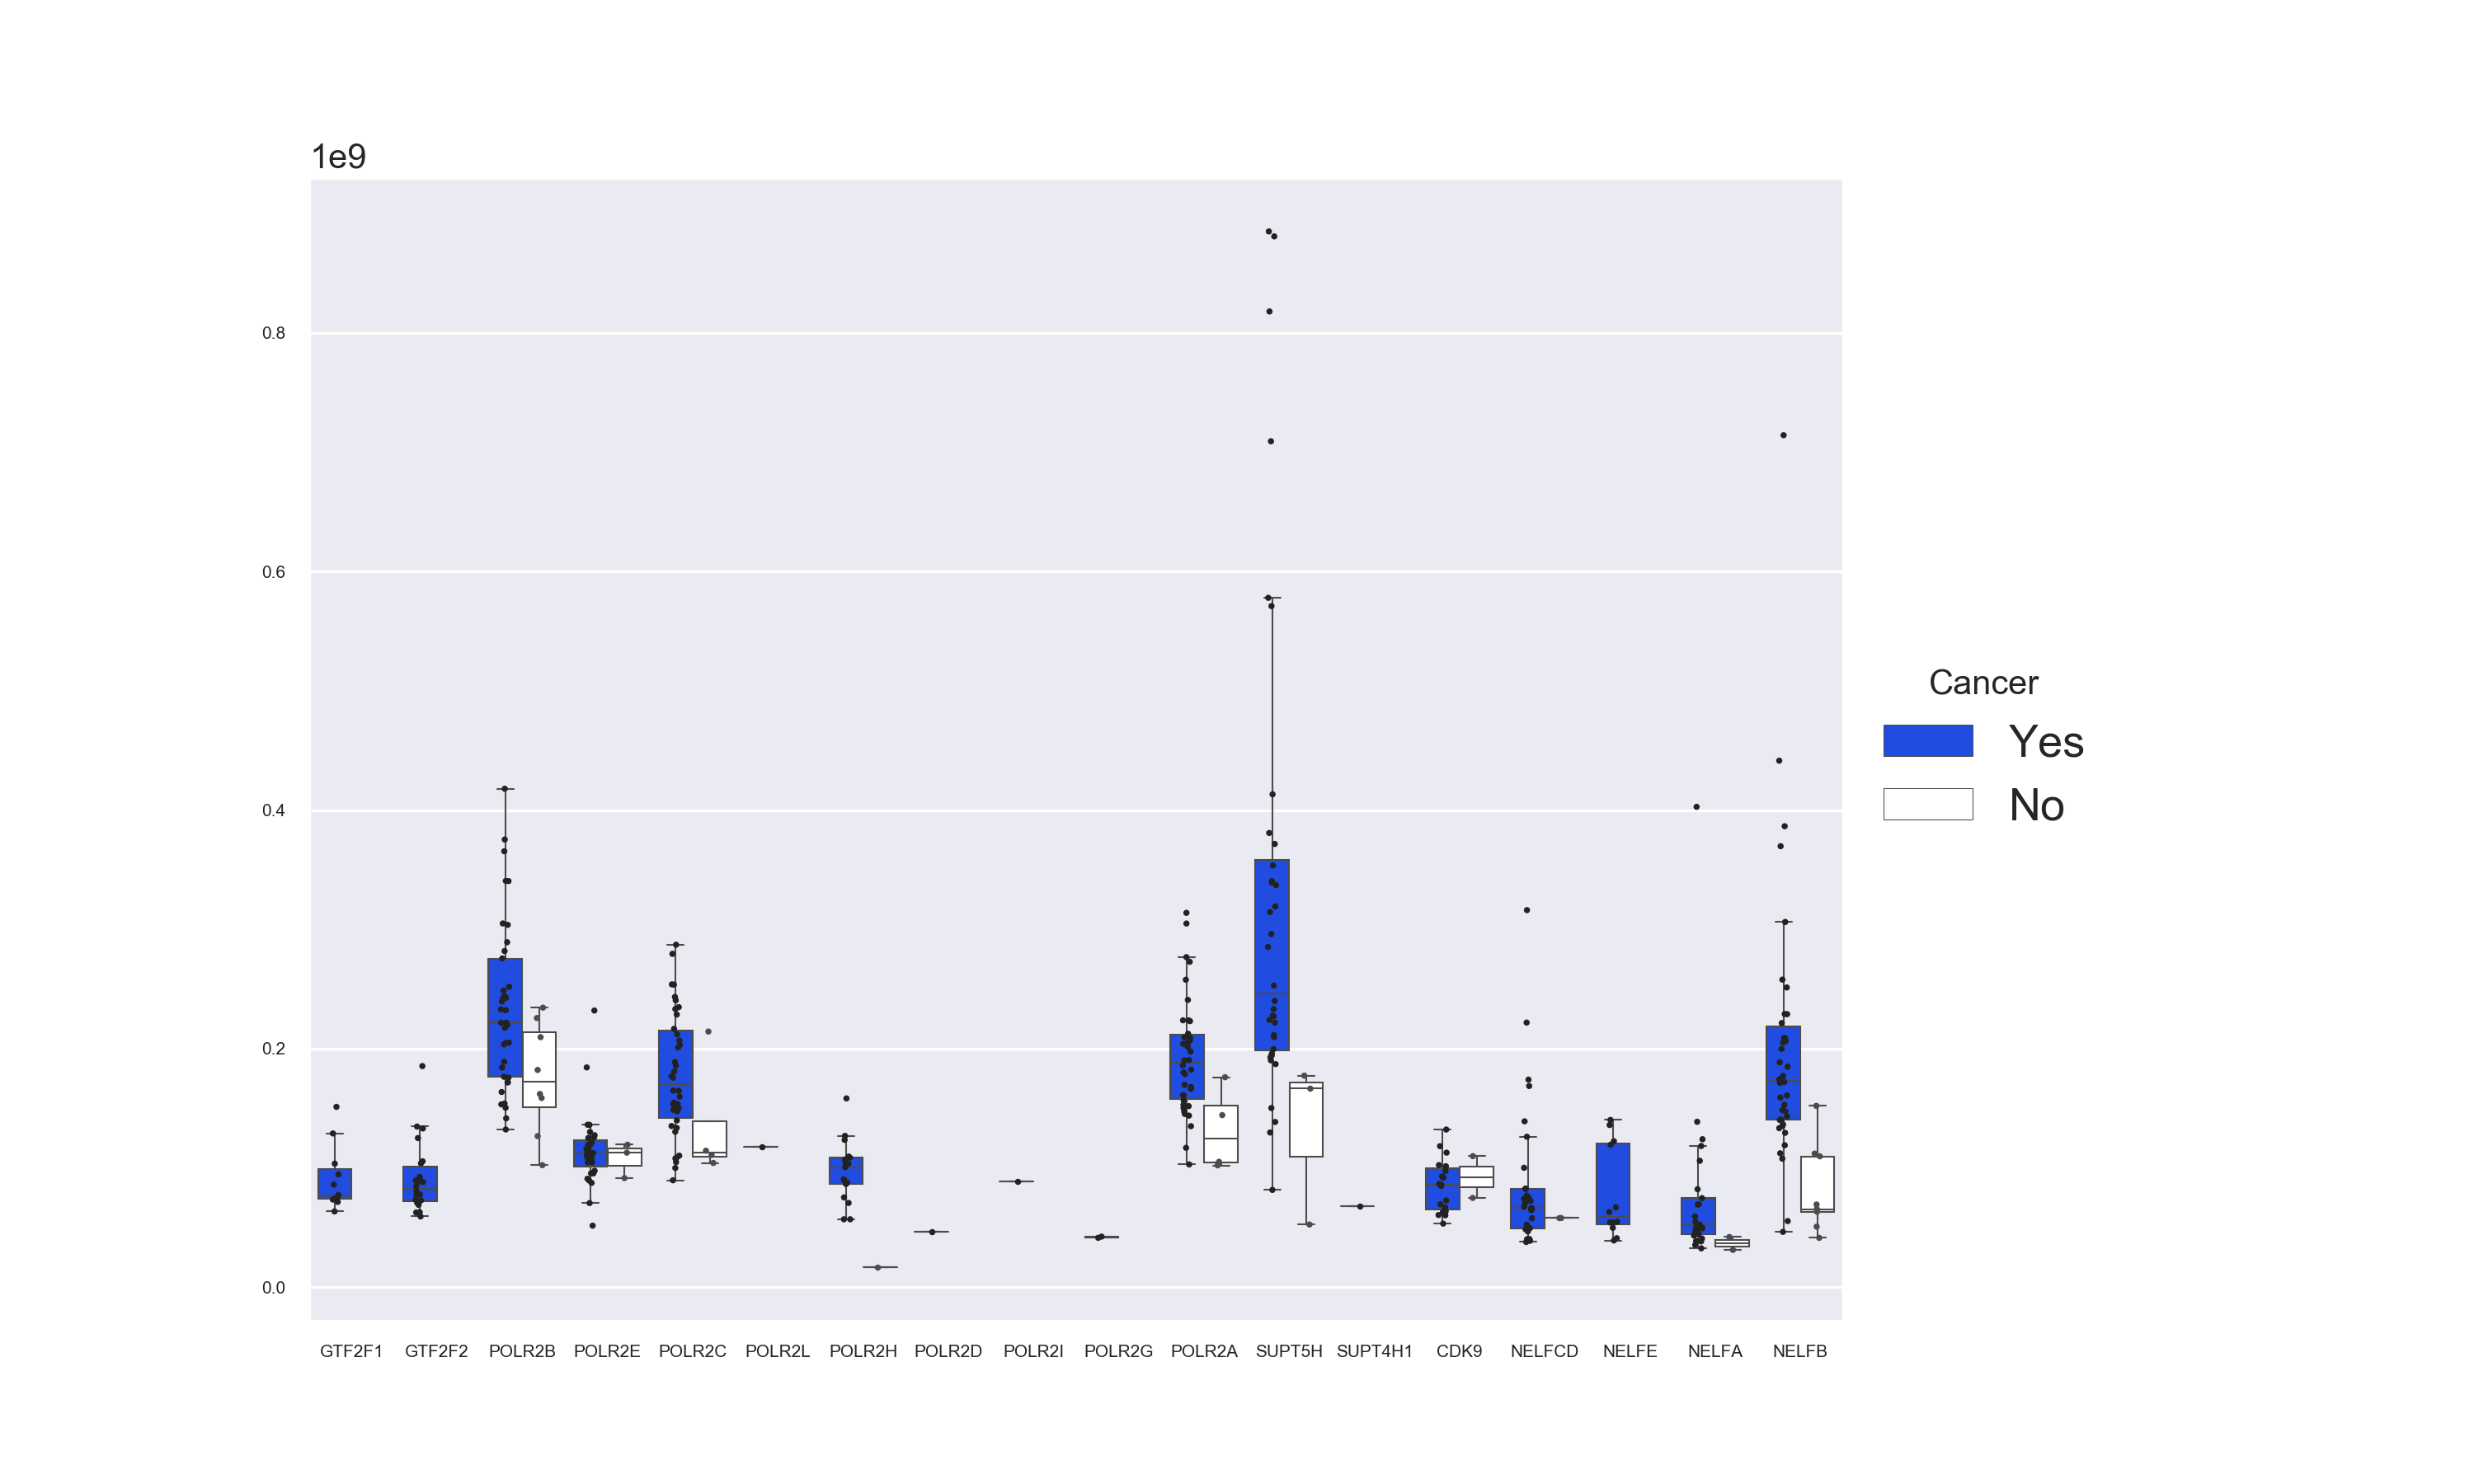 1e9
0.8
0.6
0.4
0.2
0.0
GTF2F1 GTF2F2 POLR2B POLR2E POLR2C POLR2L POLR2H POLR2D POLR2I POLR2G POLR2A SUPT5H SUPT4H1 CDK9 NELFCD NELFE NELFA NELFB
Cancer
Yes
No